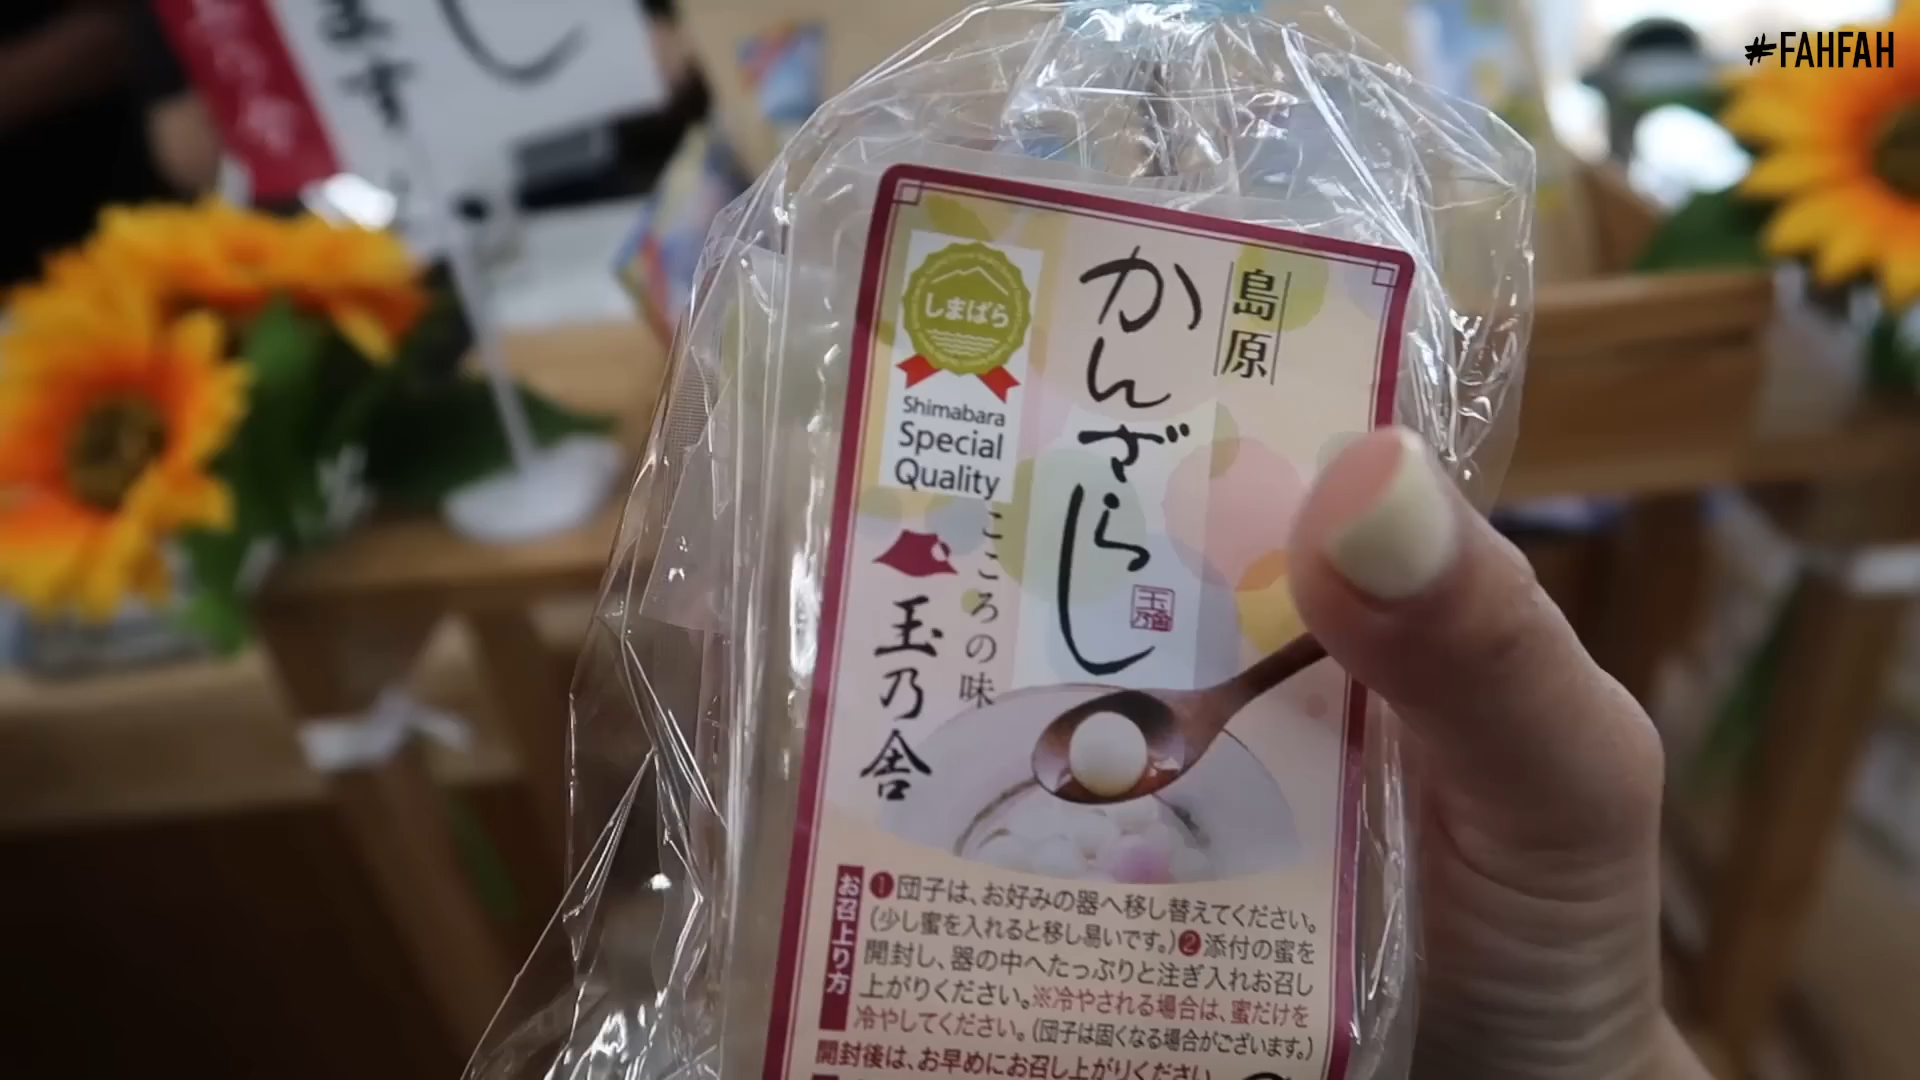 #FAHFAH
ます
し
島原
かんざらし
しまばら
Shimabara
Special
Quality
こころの味
玉乃舎
お召上り方
❶団子は、お好みの器へ移し替えてください。
(少し蜜を入れると移し易いです。)❷添付の蜜を
開封し、器の中へたっぷりと注ぎ入れお召し
上がりください。※冷やされる場合は、蜜だけを
冷やしてください。(団子は固くなる場合がございます。)
開封後は、お早めにお召し上がりください。